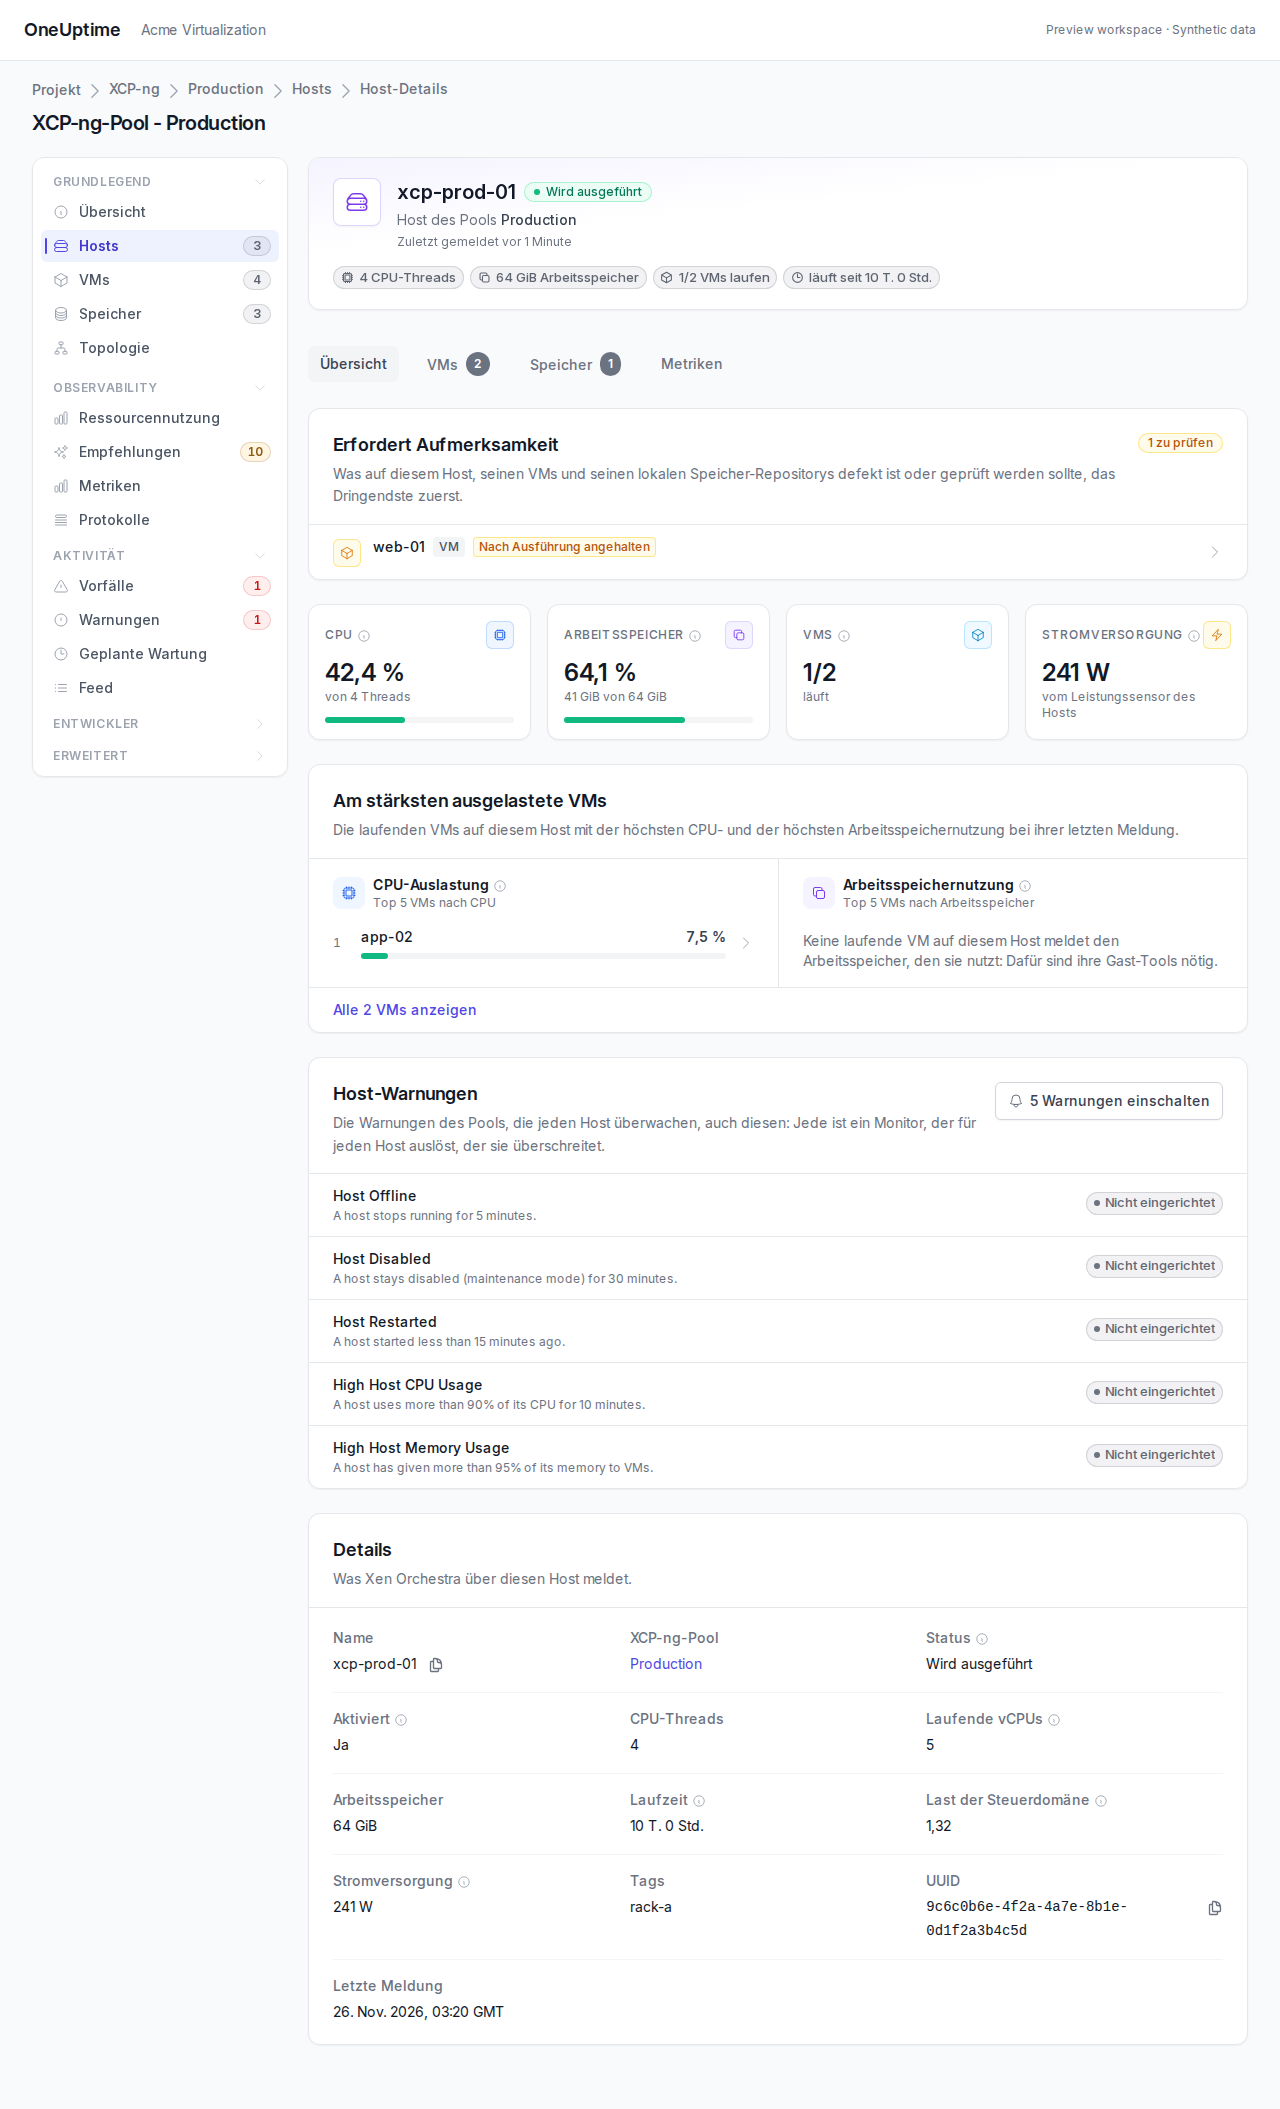 OneUptime
Acme Virtualization
Preview workspace · Synthetic data
Projekt
XCP-ng
Production
Hosts
Host-Details
XCP-ng-Pool - Production
GRUNDLEGEND
Übersicht
Hosts
3
VMs
4
Speicher
3
Topologie
OBSERVABILITY
Ressourcennutzung
Empfehlungen
10
Metriken
Protokolle
AKTIVITÄT
Vorfälle
1
Warnungen
1
Geplante Wartung
Feed
ENTWICKLER
ERWEITERT
xcp-prod-01
Wird ausgeführt
Host des Pools Production
Zuletzt gemeldet vor 1 Minute
4 CPU-Threads
64 GiB Arbeitsspeicher
1/2 VMs laufen
läuft seit 10 T. 0 Std.
Übersicht
VMs
2
Speicher
1
Metriken
Erfordert Aufmerksamkeit
1 zu prüfen
Was auf diesem Host, seinen VMs und seinen lokalen Speicher-Repositorys defekt ist oder geprüft werden sollte, das
Dringendste zuerst.
web-01
VM
Nach Ausführung angehalten
CPU
42,4 %
von 4 Threads
ARBEITSSPEICHER
64,1 %
41 GiB von 64 GiB
VMS
1/2
läuft
STROMVERSORGUNG
241 W
vom Leistungssensor des
Hosts
Am stärksten ausgelastete VMs
Die laufenden VMs auf diesem Host mit der höchsten CPU- und der höchsten Arbeitsspeichernutzung bei ihrer letzten Meldung.
CPU-Auslastung
Top 5 VMs nach CPU
1
app-02
7,5 %
Arbeitsspeichernutzung
Top 5 VMs nach Arbeitsspeicher
Keine laufende VM auf diesem Host meldet den
Arbeitsspeicher, den sie nutzt: Dafür sind ihre Gast-Tools nötig.
Alle 2 VMs anzeigen
Host-Warnungen
Die Warnungen des Pools, die jeden Host überwachen, auch diesen: Jede ist ein Monitor, der für
jeden Host auslöst, der sie überschreitet.
5 Warnungen einschalten
Host Offline
A host stops running for 5 minutes.
Nicht eingerichtet
Host Disabled
A host stays disabled (maintenance mode) for 30 minutes.
Nicht eingerichtet
Host Restarted
A host started less than 15 minutes ago.
Nicht eingerichtet
High Host CPU Usage
A host uses more than 90% of its CPU for 10 minutes.
Nicht eingerichtet
High Host Memory Usage
A host has given more than 95% of its memory to VMs.
Nicht eingerichtet
Details
Was Xen Orchestra über diesen Host meldet.
Name
xcp-prod-01
XCP-ng-Pool
Production
Status
Wird ausgeführt
Aktiviert
Ja
CPU-Threads
4
Laufende vCPUs
5
Arbeitsspeicher
64 GiB
Laufzeit
10 T. 0 Std.
Last der Steuerdomäne
1,32
Stromversorgung
241 W
Tags
rack-a
UUID
9c6c0b6e-4f2a-4a7e-8b1e-
0d1f2a3b4c5d
Letzte Meldung
26. Nov. 2026, 03:20 GMT